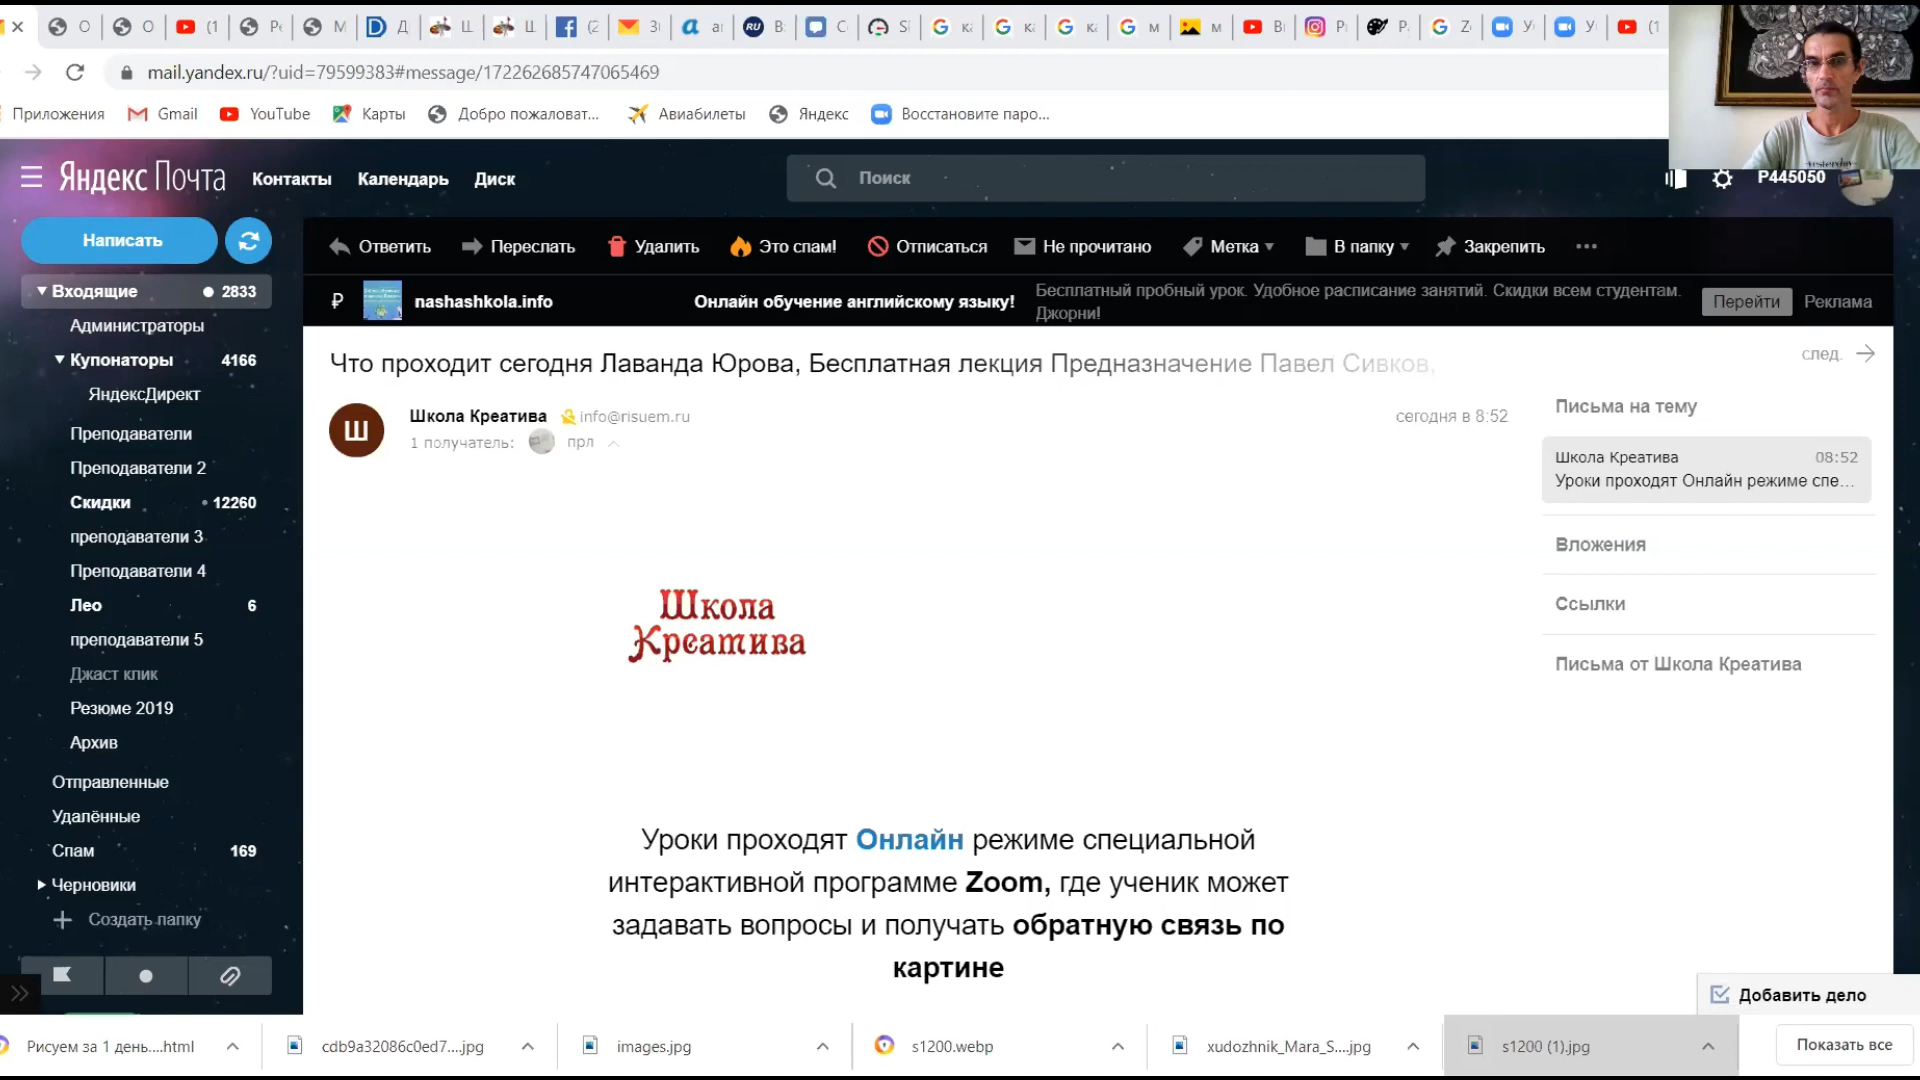 mail.yandex.ru/?uid=79599383#message/172262685747065469
Приложения Gmail YouTube Карты Добро пожаловат... Авиабилеты Яндекс Восстановите паро...
Яндекс Почта Контакты Календарь Диск Поиск P445050
Написать
Ответить Переслать Удалить Это спам! Отписаться Не прочитано Метка В папку Закрепить
Входящие 2833
Администраторы
Купонаторы 4166
ЯндексДирект
Преподаватели
Преподаватели 2
Скидки 12260
преподаватели 3
Преподаватели 4
Лео 6
преподаватели 5
Джаст клик
Резюме 2019
Архив
Отправленные
Удалённые
Спам 169
Черновики
Создать папку
nashashkola.info Онлайн обучение английскому языку! Бесплатный пробный урок. Удобное расписание занятий. Скидки всем студентам.
Джорни!
Перейти Реклама
Что проходит сегодня Лаванда Юрова, Бесплатная лекция Предназначение Павел Сивков,
след.
Ш
Школа Креатива info@risuem.ru сегодня в 8:52
1 получатель: прл
Школа
Креатива
Уроки проходят Онлайн режиме специальной
интерактивной программе Zoom, где ученик может
задавать вопросы и получать обратную связь по
картине
Письма на тему
Школа Креатива 08:52
Уроки проходят Онлайн режиме спе...
Вложения
Ссылки
Письма от Школа Креатива
Добавить дело
Рисуем за 1 день....html cdb9a32086c0ed7....jpg images.jpg s1200.webp xudozhnik_Mara_S....jpg s1200 (1).jpg Показать все